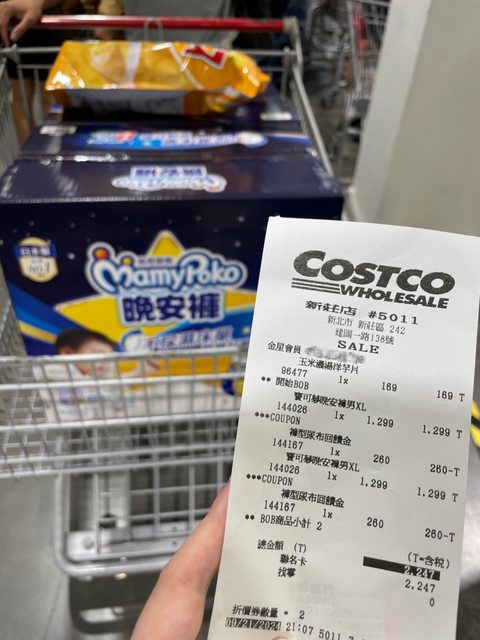 MamyPoko
晚安褲
COSTCO
WHOLESALE
新莊店 #5011
新北市 新莊區 242
建國一路138號
SALE
金星會員
玉米濃湯洋芋片
96477 1x 169 169 T
** 開始BOB
寶可夢晚安褲男XL
144026 1x 1,299 1,299 T
***COUPON
褲型尿布回饋金
144167 1x 260 260-T
寶可夢晚安褲男XL
144026 1x 1,299 1,299 T
***COUPON
褲型尿布回饋金
144167 1x 260 260-T
** BOB商品小計 2
總金額 (T) (T=含稅)
2,247
聯名卡 2,247
找零 0
折價券數量 = 2
09/21/2024 21:07 5011